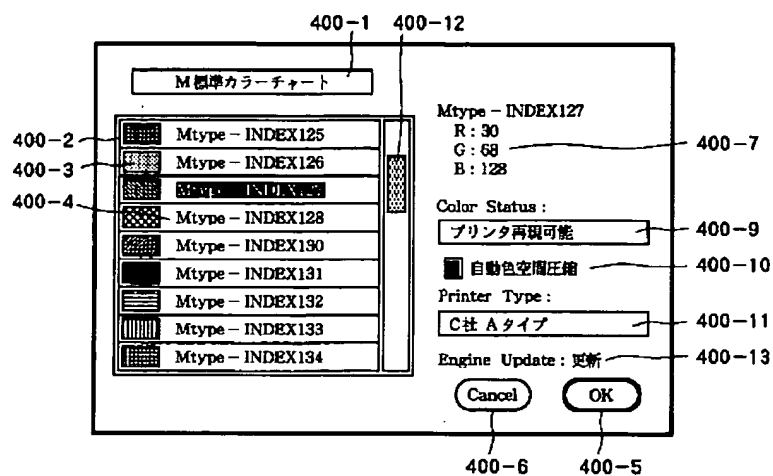 400-1
400-12
M標準カラーチャート
400-2
400-3
400-4
Mtype-INDEX125
Mtype-INDEX126
Mtype-INDEX128
Mtype-INDEX130
Mtype-INDEX131
Mtype-INDEX132
Mtype-INDEX133
Mtype-INDEX134
Mtype-INDEX127
R:30
G:68
B:128
400-7
Color Status:
プリンタ再現可能
400-9
自動色空間圧縮
400-10
Printer Type:
C社 Aタイプ
400-11
Engine Update:更新
400-13
Cancel
OK
400-6
400-5